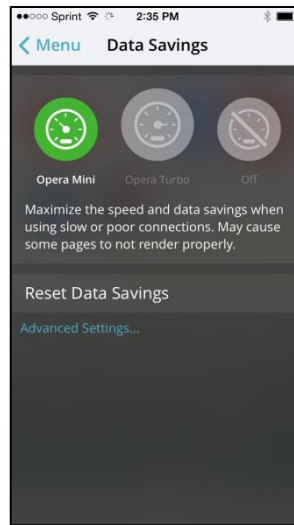 Sprint 2:35 PM
Menu Data Savings
Opera Mini Opera Turbo Off
Maximize the speed and data savings when
using slow or poor connections. May cause
some pages to not render properly.
Reset Data Savings
Advanced Settings...